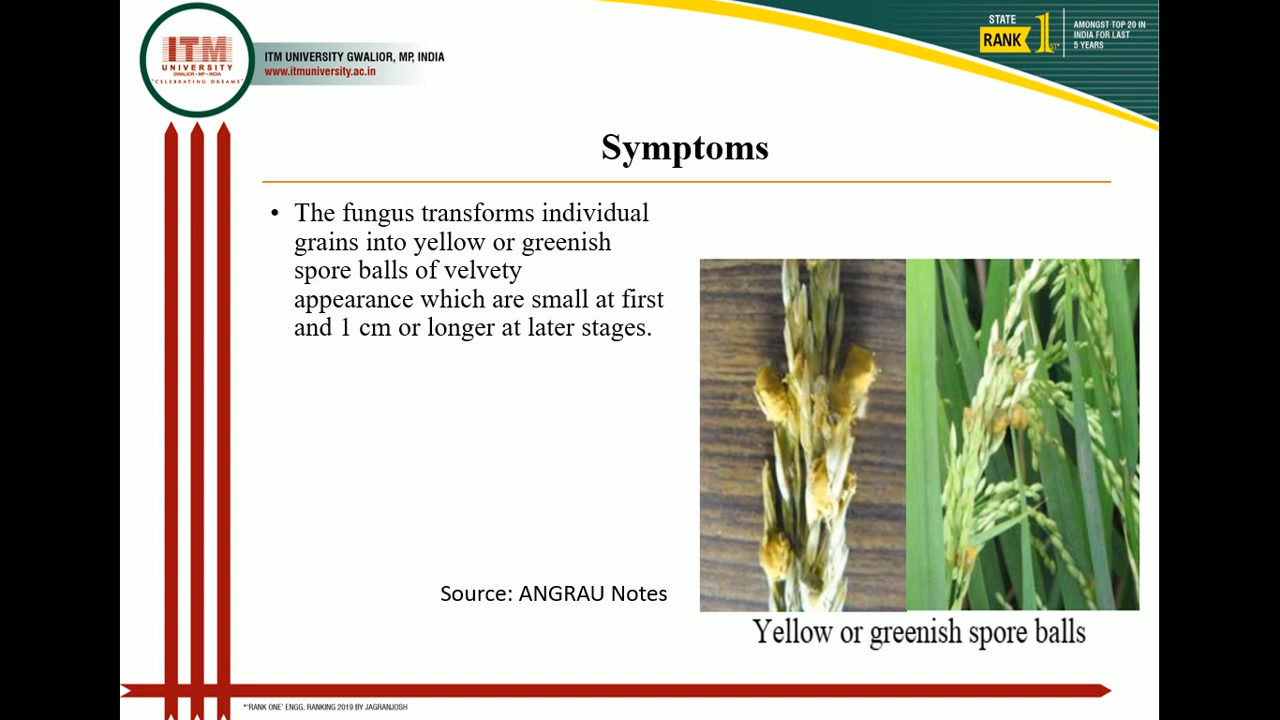 ITM
UNIVERSITY
GWALIOR • MP • INDIA
"CELEBRATING DREAMS"
ITM UNIVERSITY GWALIOR, MP, INDIA
www.itmuniversity.ac.in
STATE
RANK 1ST*
AMONGST TOP 20 IN
INDIA FOR LAST
5 YEARS
Symptoms
• The fungus transforms individual
grains into yellow or greenish
spore balls of velvety
appearance which are small at first
and 1 cm or longer at later stages.
Source: ANGRAU Notes
Yellow or greenish spore balls
*'RANK ONE' ENGG. RANKING 2019 BY JAGRANJOSH